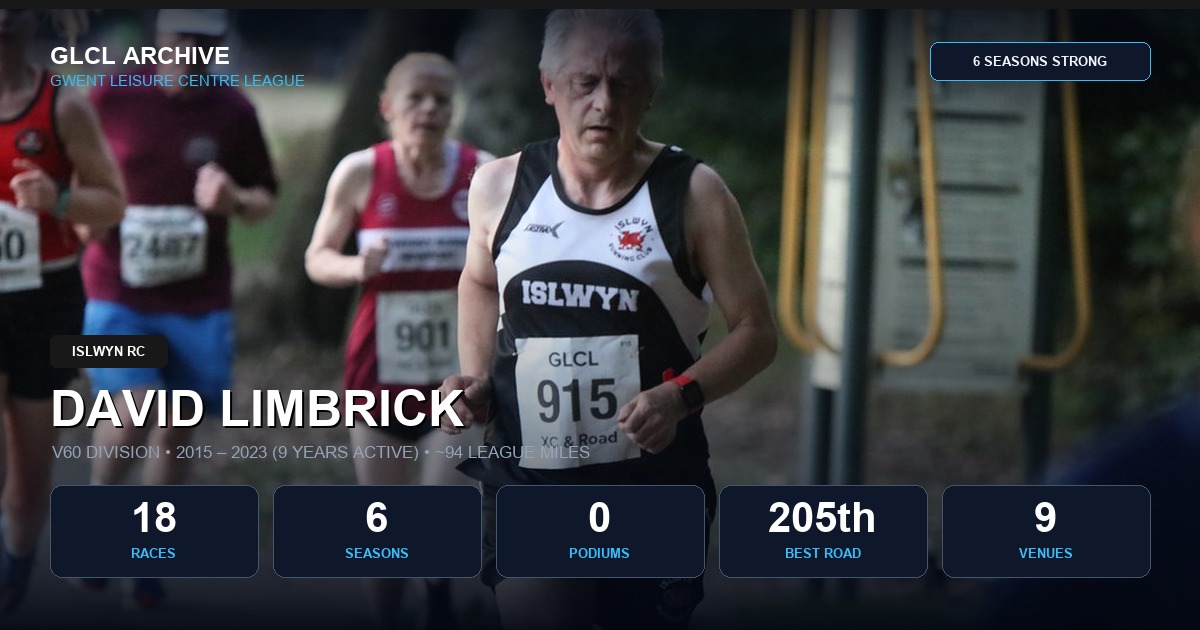 GLCL ARCHIVE
GWENT LEISURE CENTRE LEAGUE
6 SEASONS STRONG
ISLWYN
RUNNING CLUB
ISLWYN
GLCL
915
XC & Road
901
2487
ISLWYN RC
DAVID LIMBRICK
V60 DIVISION • 2015 – 2023 (9 YEARS ACTIVE) • ~94 LEAGUE MILES
18
RACES
6
SEASONS
0
PODIUMS
205th
BEST ROAD
9
VENUES